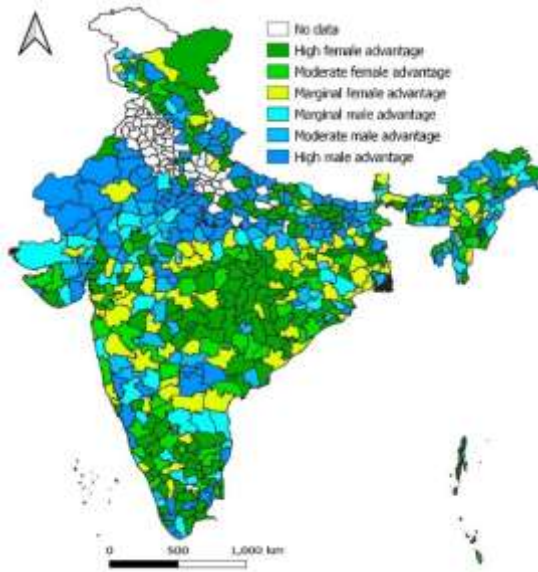 No data
High female advantage
Moderate female advantage
Marginal female advantage
Marginal male advantage
Moderate male advantage
High male advantage
0 500 1,000 km